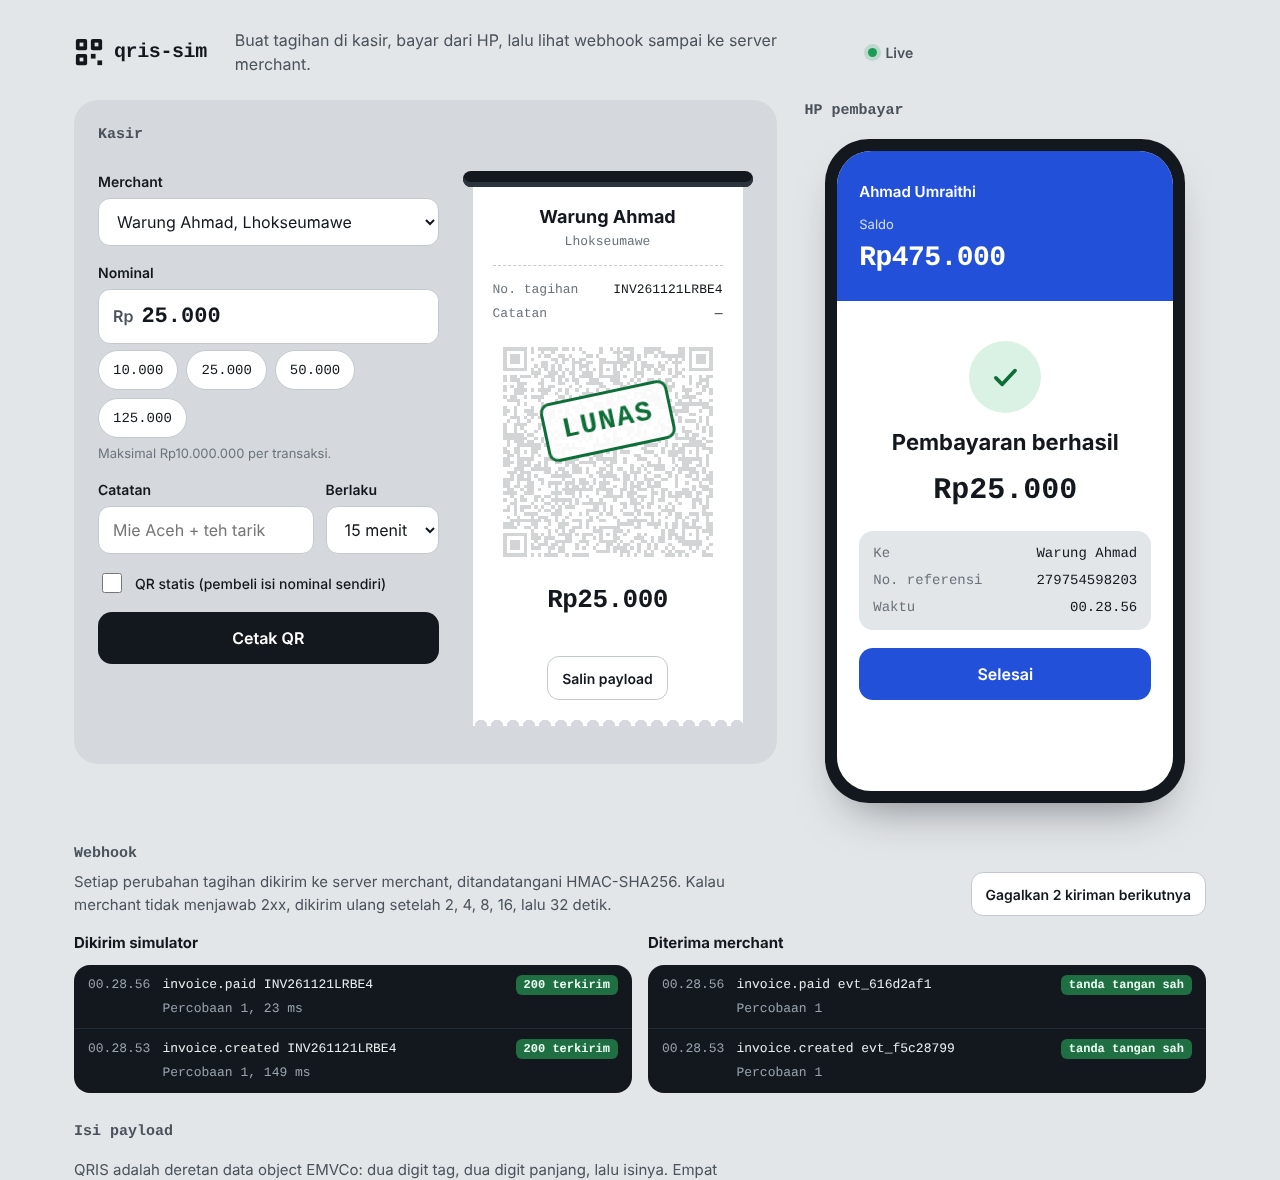 qris-sim
Buat tagihan di kasir, bayar dari HP, lalu lihat webhook sampai ke server
merchant.
Live
Kasir
Merchant
Warung Ahmad, Lhokseumawe
Nominal
Rp 25.000
10.000 25.000 50.000
125.000
Maksimal Rp10.000.000 per transaksi.
Catatan Berlaku
Mie Aceh + teh tarik 15 menit
QR statis (pembeli isi nominal sendiri)
Cetak QR
Warung Ahmad
Lhokseumawe
No. tagihan INV261121LRBE4
Catatan —
LUNAS
Rp25.000
Salin payload
HP pembayar
Ahmad Umraithi
Saldo
Rp475.000
Pembayaran berhasil
Rp25.000
Ke Warung Ahmad
No. referensi 279754598203
Waktu 00.28.56
Selesai
Webhook
Setiap perubahan tagihan dikirim ke server merchant, ditandatangani HMAC-SHA256. Kalau
merchant tidak menjawab 2xx, dikirim ulang setelah 2, 4, 8, 16, lalu 32 detik.
Gagalkan 2 kiriman berikutnya
Dikirim simulator
00.28.56 invoice.paid INV261121LRBE4 200 terkirim
Percobaan 1, 23 ms
00.28.53 invoice.created INV261121LRBE4 200 terkirim
Percobaan 1, 149 ms
Diterima merchant
00.28.56 invoice.paid evt_616d2af1 tanda tangan sah
Percobaan 1
00.28.53 invoice.created evt_f5c28799 tanda tangan sah
Percobaan 1
Isi payload
QRIS adalah deretan data object EMVCo: dua digit tag, dua digit panjang, lalu isinya. Empat